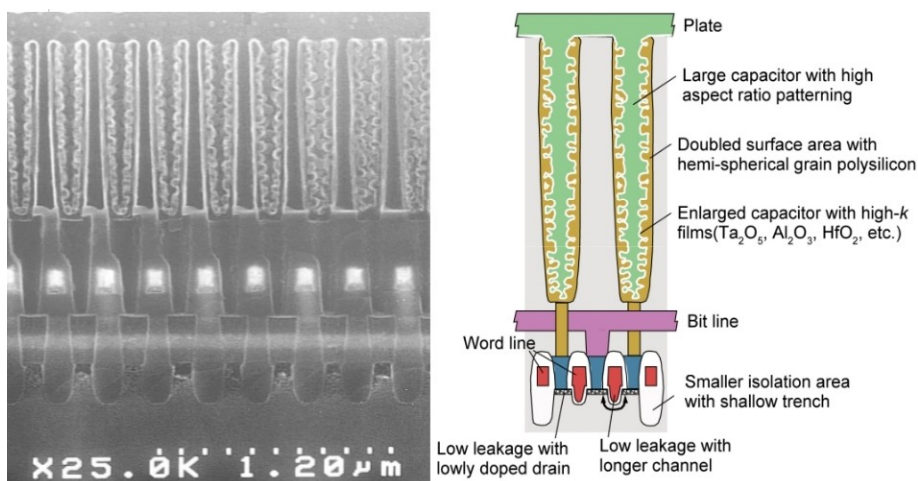 X25.0K 1.20μm
Plate
Large capacitor with high
aspect ratio patterning
Doubled surface area with
hemi-spherical grain polysilicon
Enlarged capacitor with high-k
films(Ta₂O₅, Al₂O₃, HfO₂, etc.)
Bit line
Word line
Smaller isolation area
with shallow trench
Low leakage with
lowly doped drain
Low leakage with
longer channel